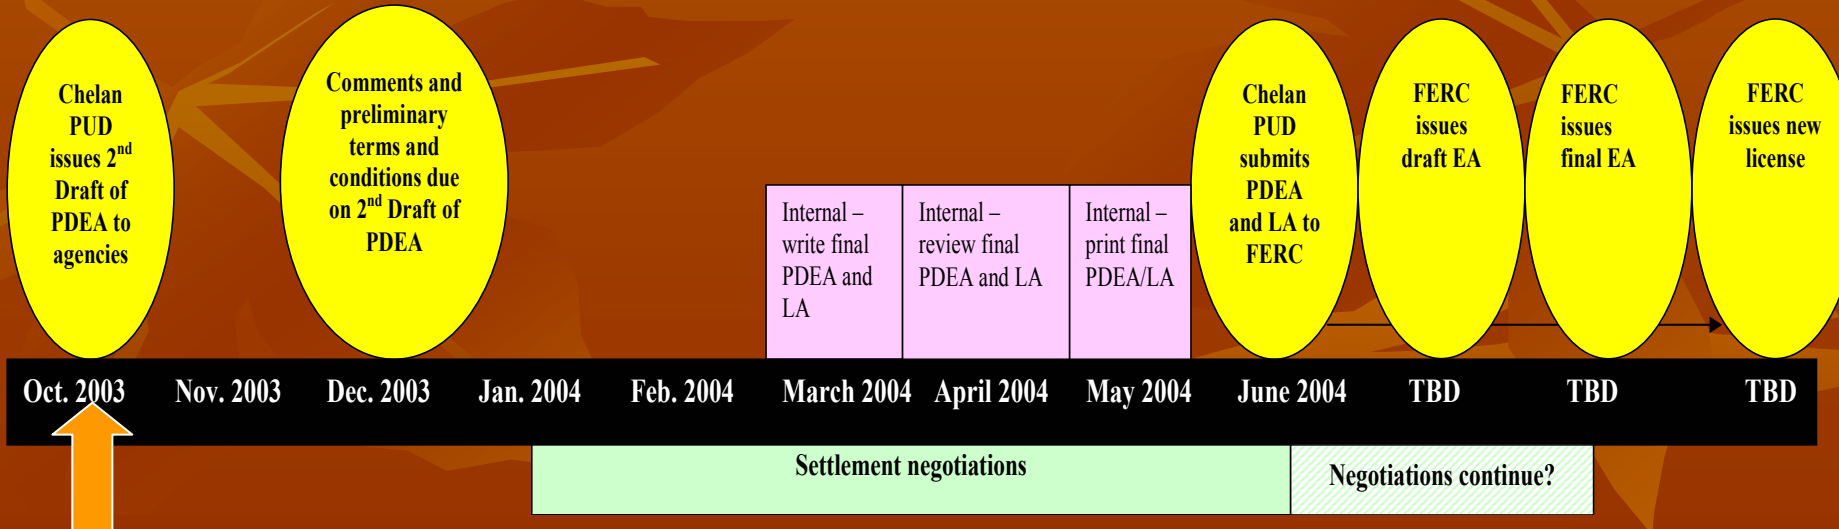 Chelan
PUD
issues 2nd
Draft of
PDEA to
agencies
Comments and
preliminary
terms and
conditions due
on 2nd Draft of
PDEA
Internal –
write final
PDEA and
LA
Internal –
review final
PDEA and LA
Internal –
print final
PDEA/LA
Chelan
PUD
submits
PDEA
and LA to
FERC
FERC
issues
draft EA
FERC
issues
final EA
FERC
issues new
license
Oct. 2003 Nov. 2003 Dec. 2003 Jan. 2004 Feb. 2004 March 2004 April 2004 May 2004 June 2004 TBD TBD TBD
Settlement negotiations
Negotiations continue?